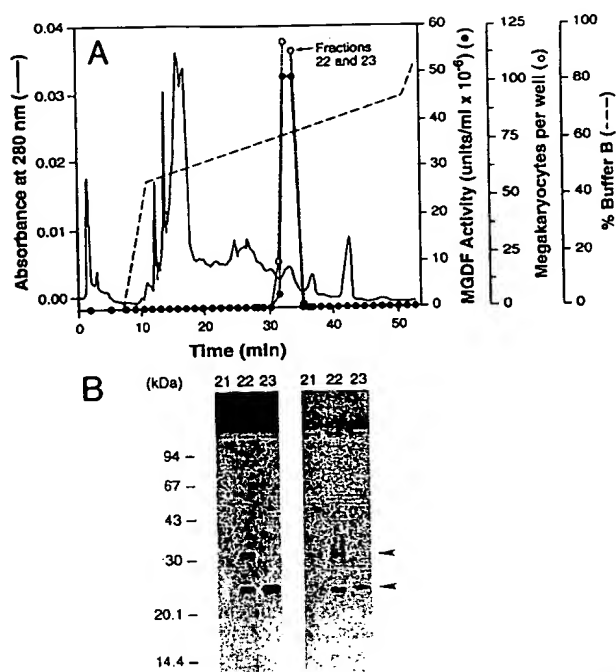 A
Absorbance at 280 nm (—)
0.04
0.03
0.02
0.01
0.00
0 10 20 30 40 50
Time (min)
Fractions
22 and 23
60
50
40
30
20
10
0
MGDF Activity (units/ml x 10⁻⁶) (●)
125
100
75
50
25
0
Megakaryocytes per well (○)
100
80
60
40
20
0
% Buffer B (----)
B
(kDa) 21 22 23 21 22 23
94 –
67 –
43 –
30 –
20.1 –
14.4 –